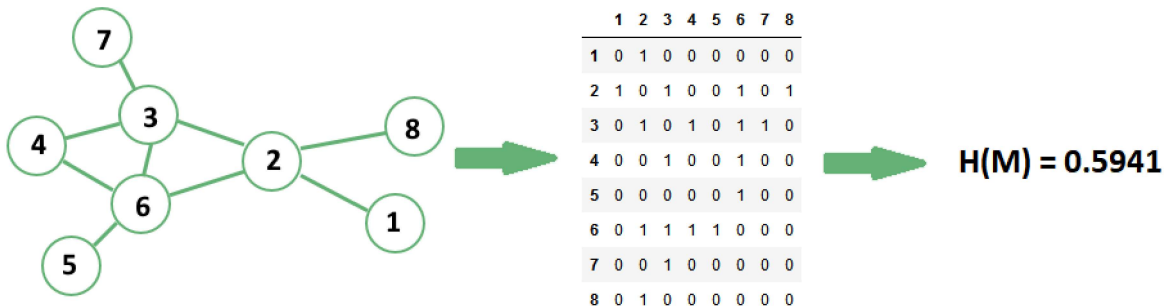 7
3
4
2
8
6
1
5
1 2 3 4 5 6 7 8
1 0 1 0 0 0 0 0 0
2 1 0 1 0 0 1 0 1
3 0 1 0 1 0 1 1 0
4 0 0 1 0 0 1 0 0
5 0 0 0 0 0 1 0 0
6 0 1 1 1 1 0 0 0
7 0 0 1 0 0 0 0 0
8 0 1 0 0 0 0 0 0
H(M) = 0.5941